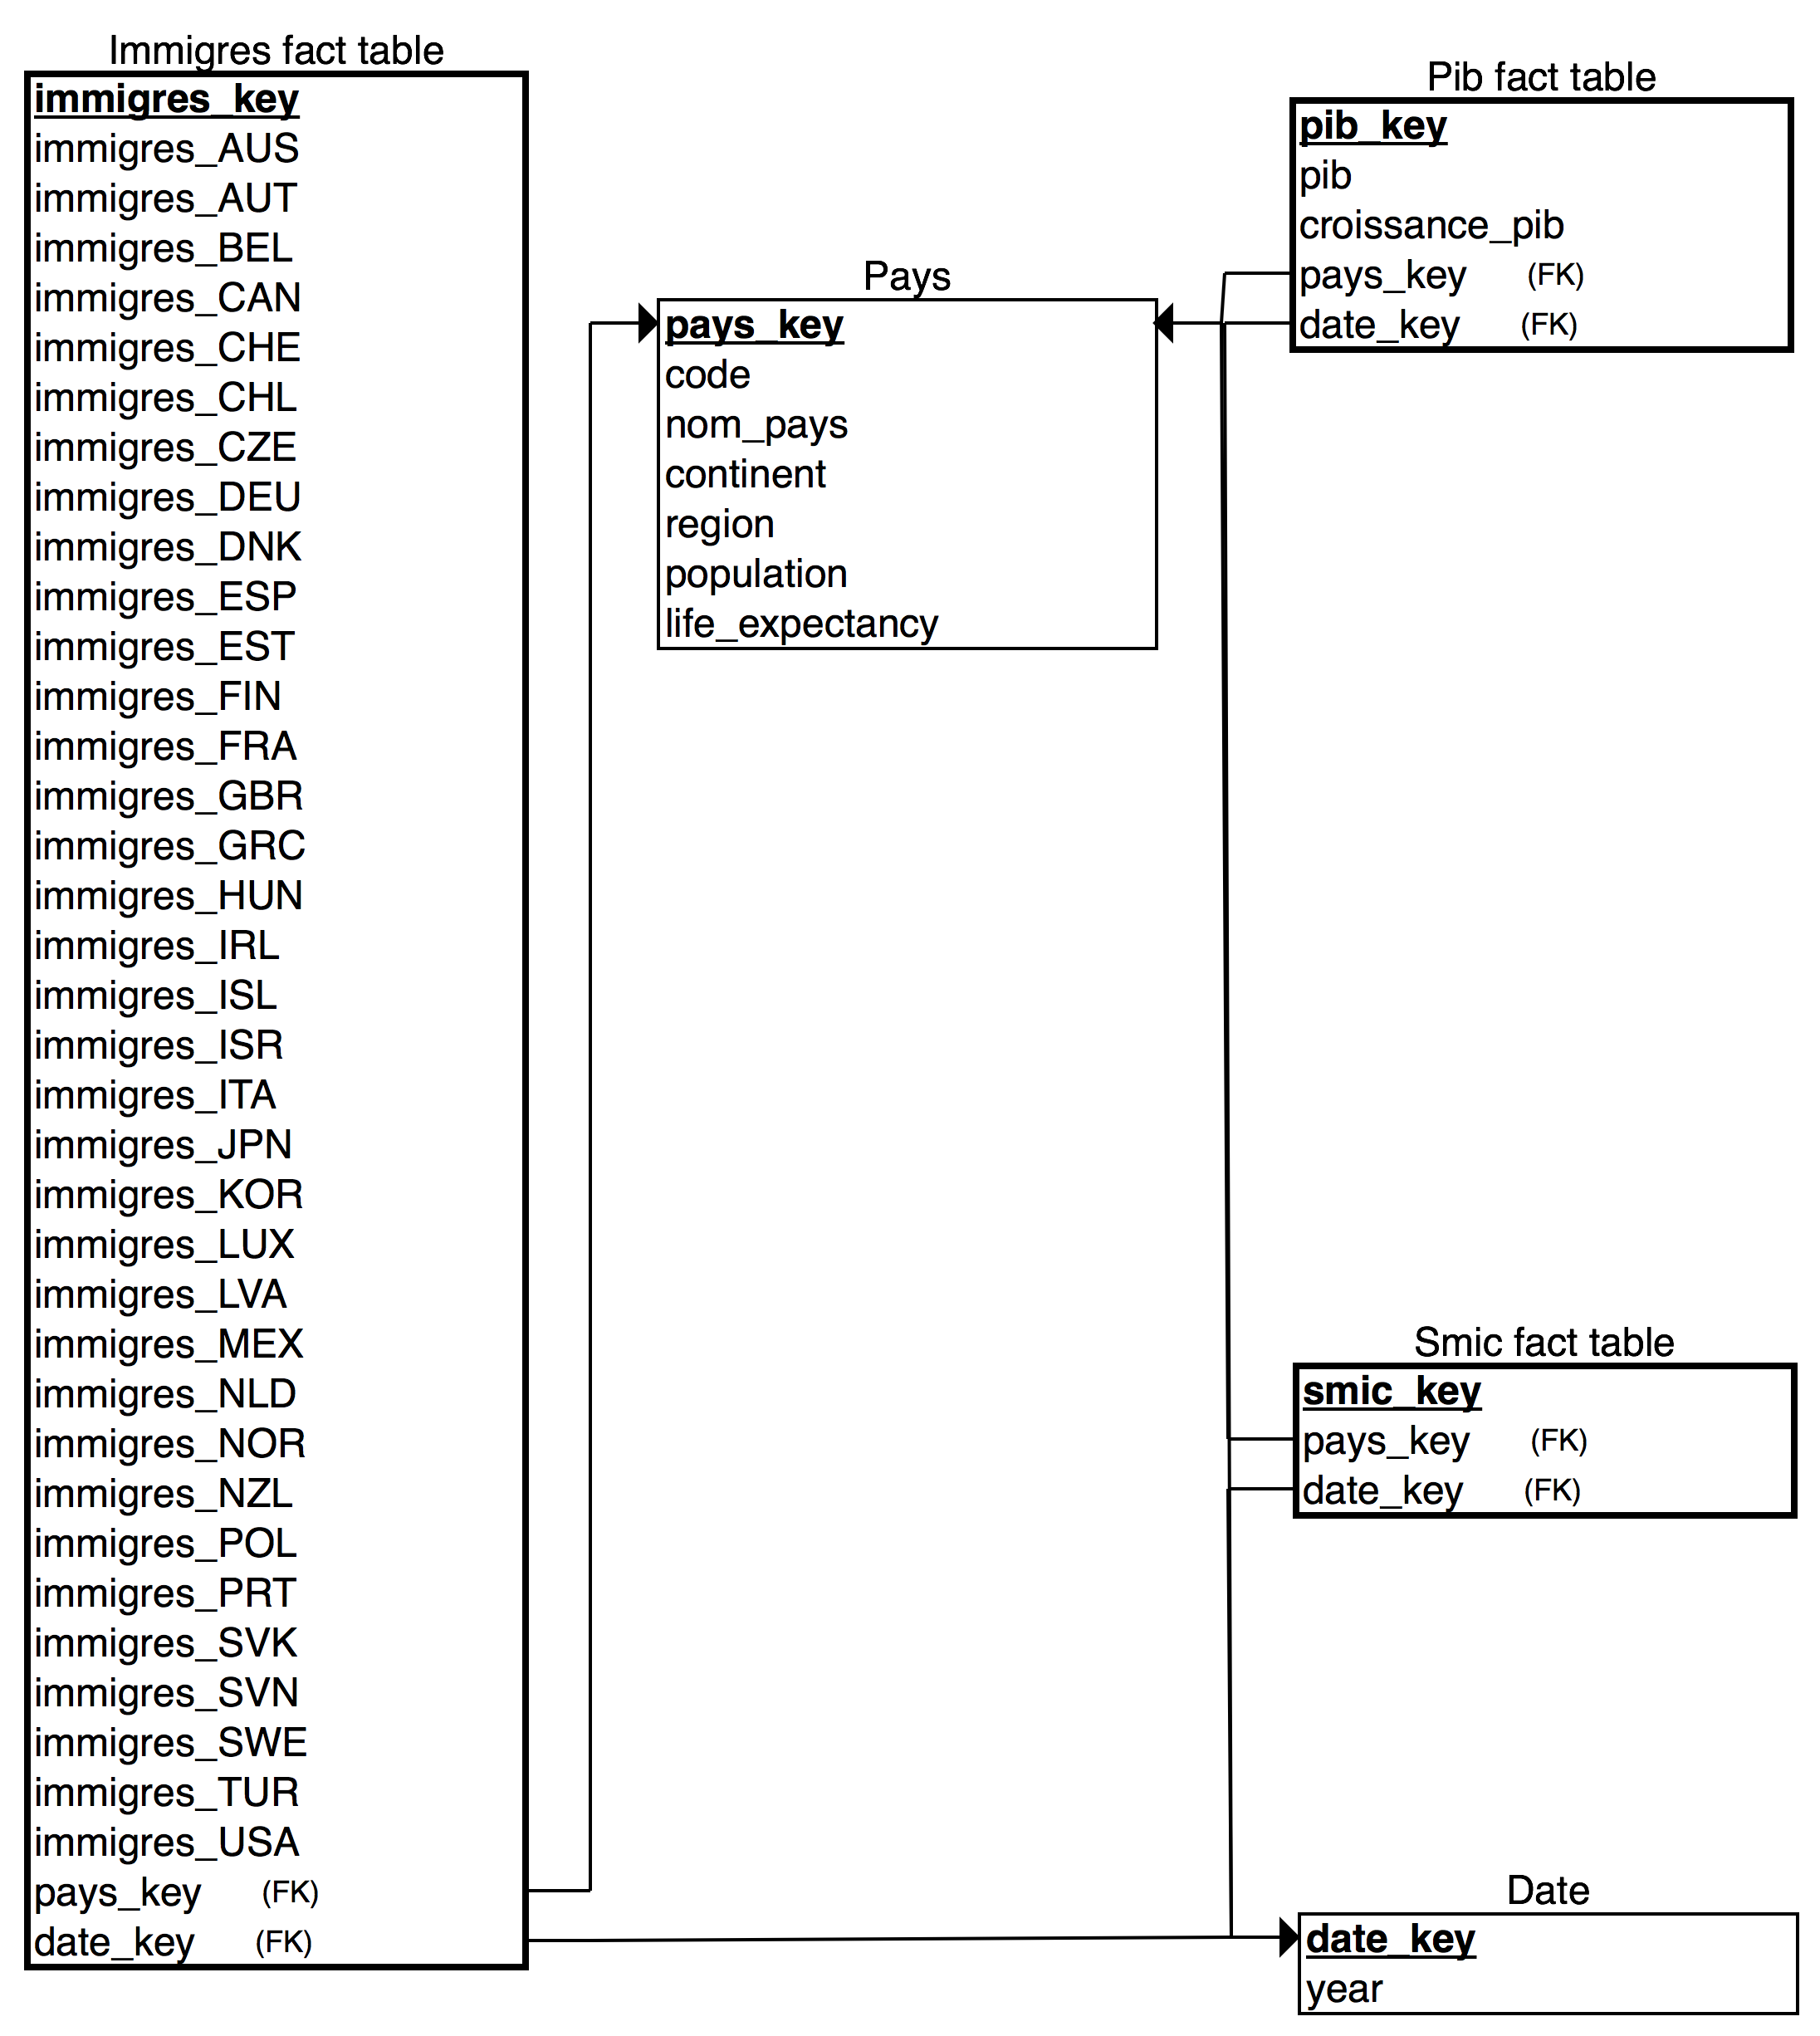 Immigres fact table
immigres_key
immigres_AUS
immigres_AUT
immigres_BEL
immigres_CAN
immigres_CHE
immigres_CHL
immigres_CZE
immigres_DEU
immigres_DNK
immigres_ESP
immigres_EST
immigres_FIN
immigres_FRA
immigres_GBR
immigres_GRC
immigres_HUN
immigres_IRL
immigres_ISL
immigres_ISR
immigres_ITA
immigres_JPN
immigres_KOR
immigres_LUX
immigres_LVA
immigres_MEX
immigres_NLD
immigres_NOR
immigres_NZL
immigres_POL
immigres_PRT
immigres_SVK
immigres_SVN
immigres_SWE
immigres_TUR
immigres_USA
pays_key (FK)
date_key (FK)
Pays
pays_key
code
nom_pays
continent
region
population
life_expectancy
Pib fact table
pib_key
pib
croissance_pib
pays_key (FK)
date_key (FK)
Smic fact table
smic_key
pays_key (FK)
date_key (FK)
Date
date_key
year